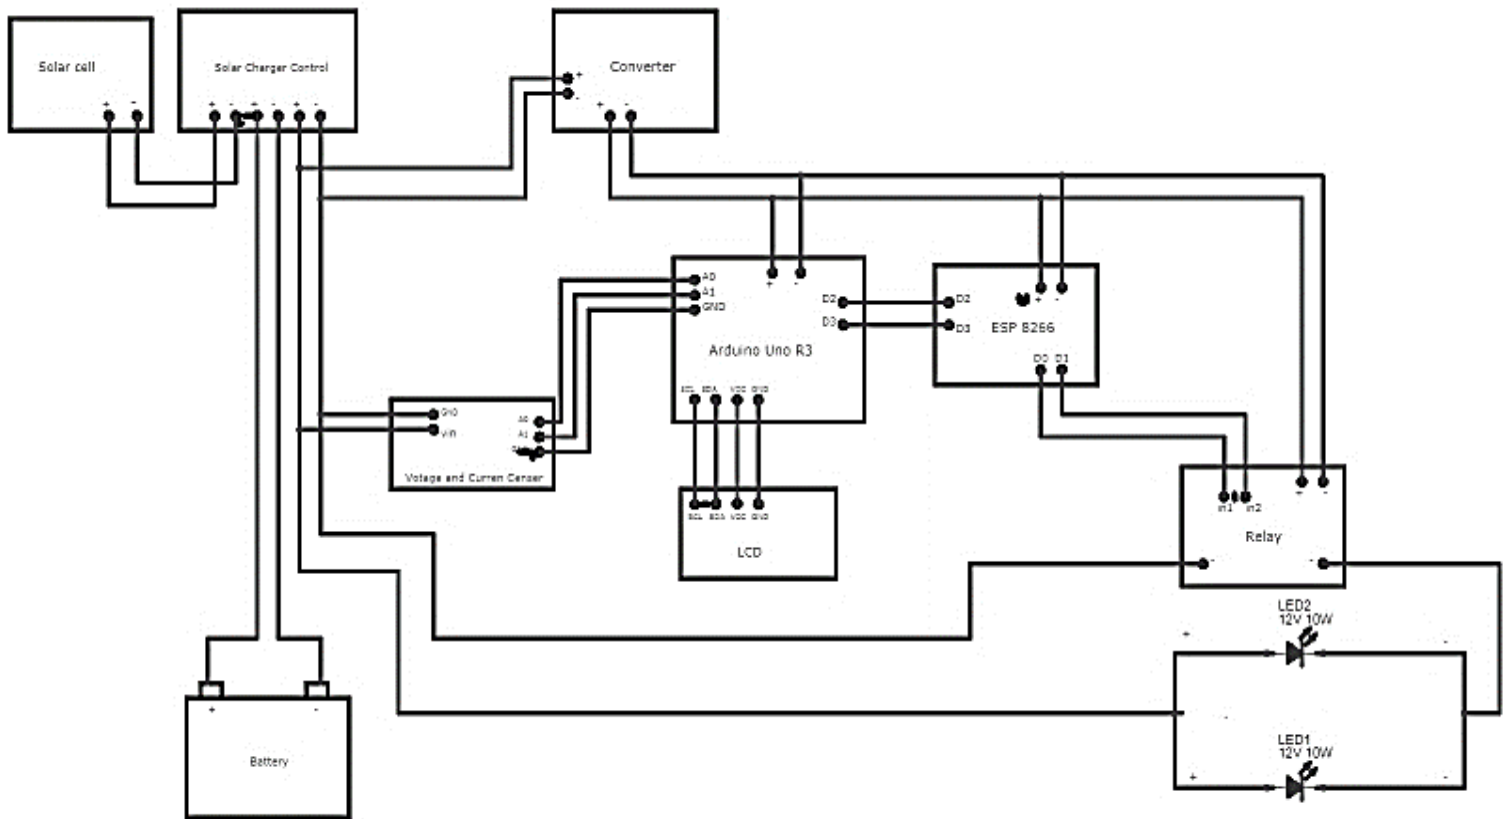 Solar cell
+ -
Solar Charger Control
+ - + - + -
Converter
+
-
+ -
A0
A1
GND
+ -
D2
D3
Arduino Uno R3
SCL SDA VCC GND
D2
D3
+ -
ESP 8266
D0 D1
GND
VIN
A0
A1
Votage and Curren Censer
SCL SDA VCC GND
LCD
in1 in2
+ -
Relay
- -
LED2
12V 10W
+ -
-
LED1
12V 10W
+ -
+ -
Battery